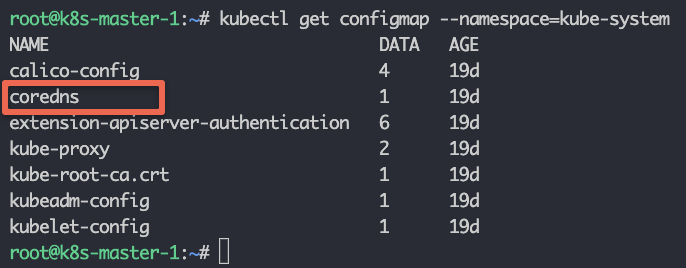 root@k8s-master-1:~# kubectl get configmap --namespace=kube-system
NAME DATA AGE
calico-config 4 19d
coredns 1 19d
extension-apiserver-authentication 6 19d
kube-proxy 2 19d
kube-root-ca.crt 1 19d
kubeadm-config 1 19d
kubelet-config 1 19d
root@k8s-master-1:~#